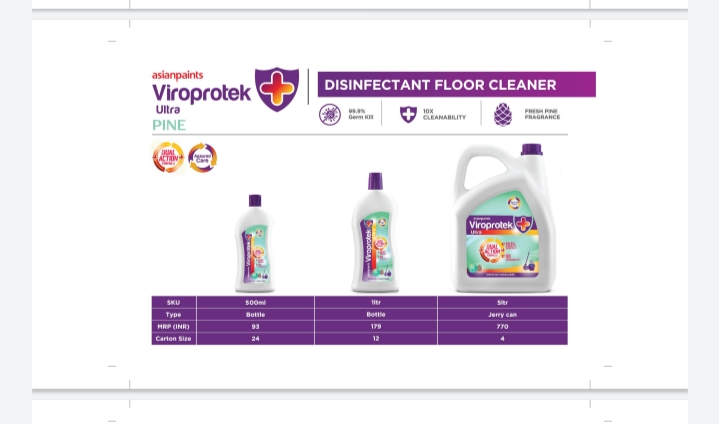 asianpaints
Viroprotek
Ultra
PINE
DISINFECTANT FLOOR CLEANER
99.9%
Germ Kill
10X
CLEANABILITY
FRESH PINE
FRAGRANCE
DUAL
ACTION
Assured
Care
Viroprotek
Viroprotek
Viroprotek
Ultra
DUAL
ACTION
SKU 500ml 1ltr 5ltr
Type Bottle Bottle Jerry can
MRP (INR) 93 179 770
Carton Size 24 12 4